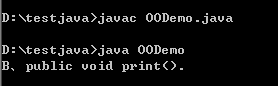 D:\testjava>javac OODemo.java
D:\testjava>java OODemo
B、public void print().